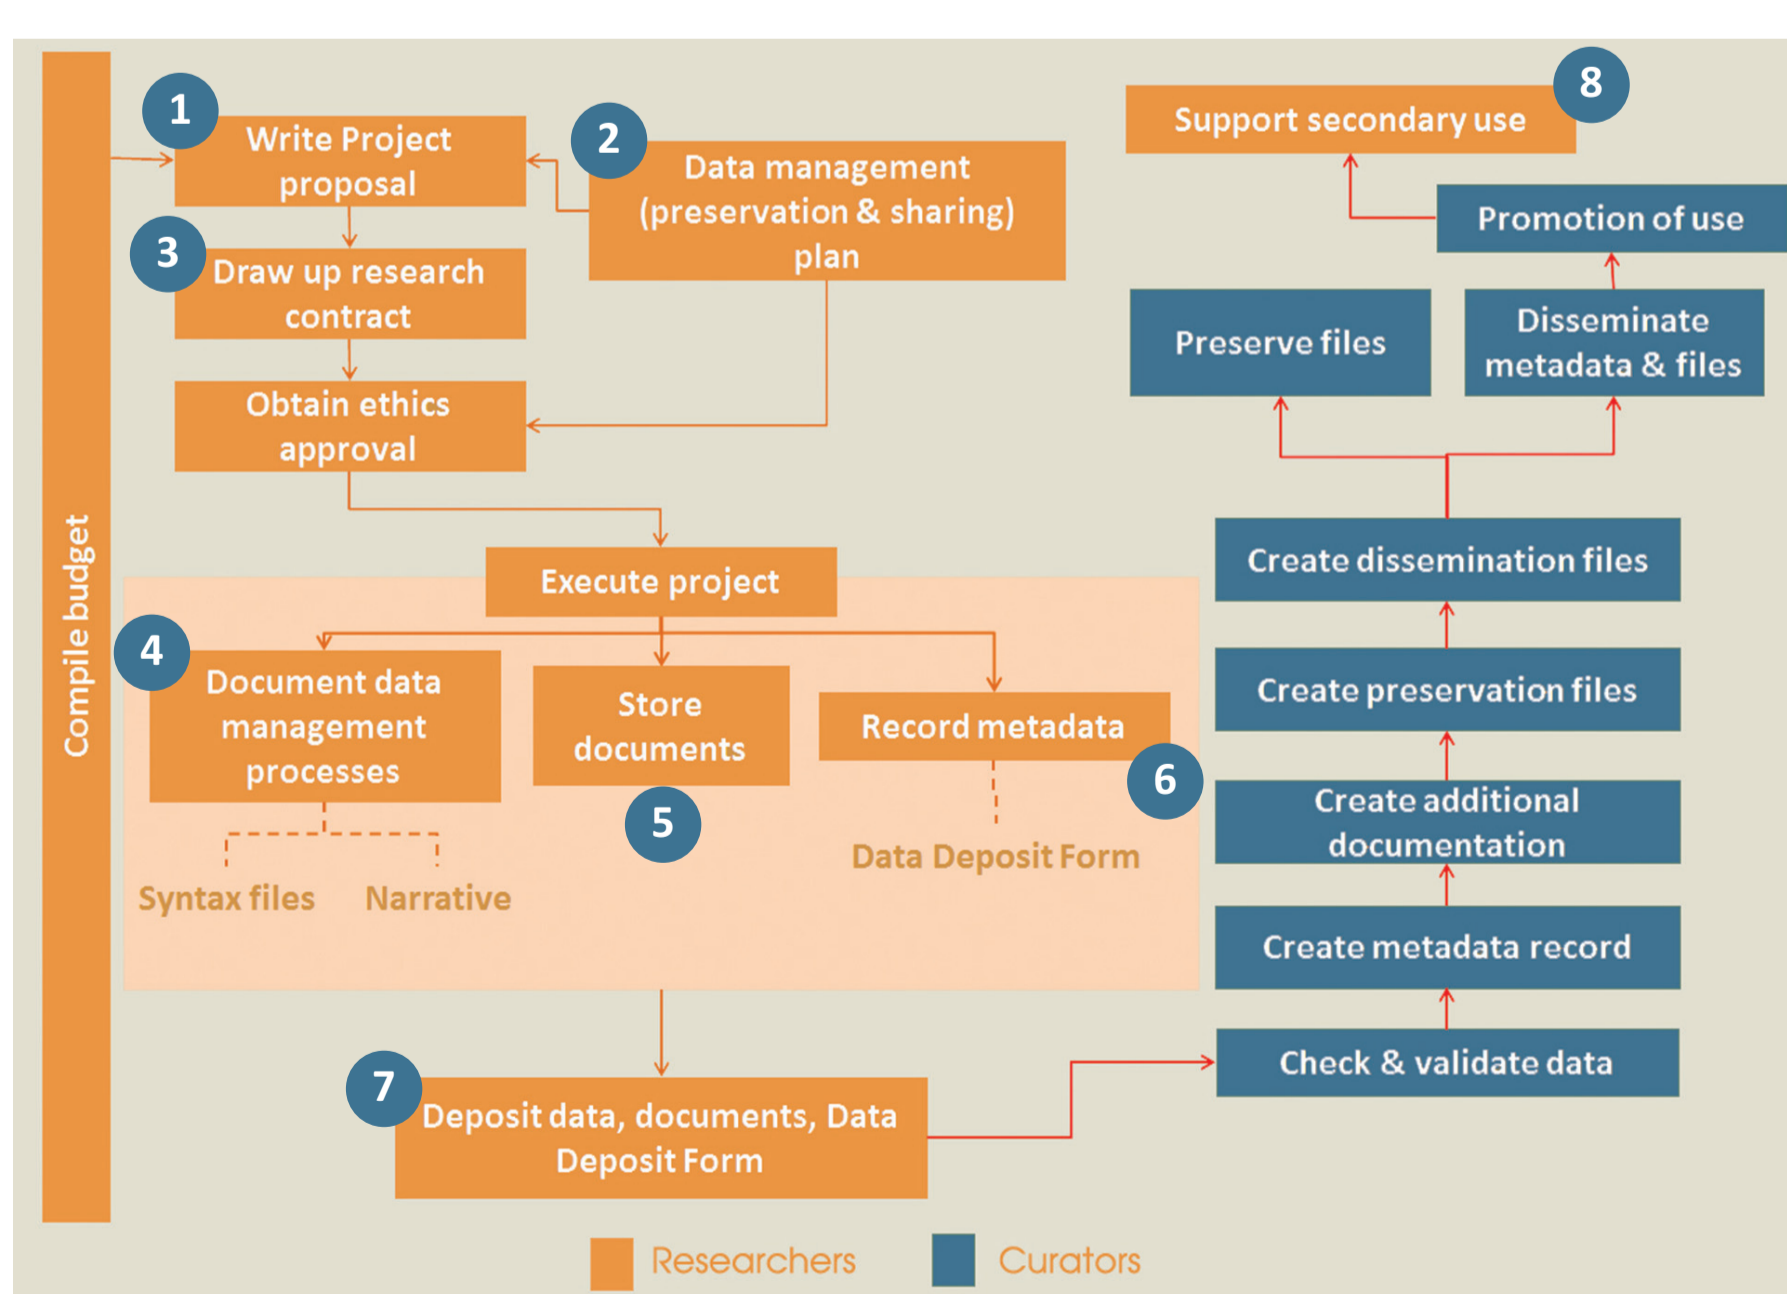 Compile budget
1
Write Project
proposal
2
Data management
(preservation & sharing)
plan
3
Draw up research
contract
Obtain ethics
approval
Execute project
4
Document data
management
processes
Syntax files
Narrative
Store
documents
5
Record metadata
6
Data Deposit Form
7
Deposit data, documents, Data
Deposit Form
Check & validate data
Create metadata record
Create additional
documentation
Create preservation files
Create dissemination files
Preserve files
Disseminate
metadata & files
Promotion of use
8
Support secondary use
Researchers
Curators